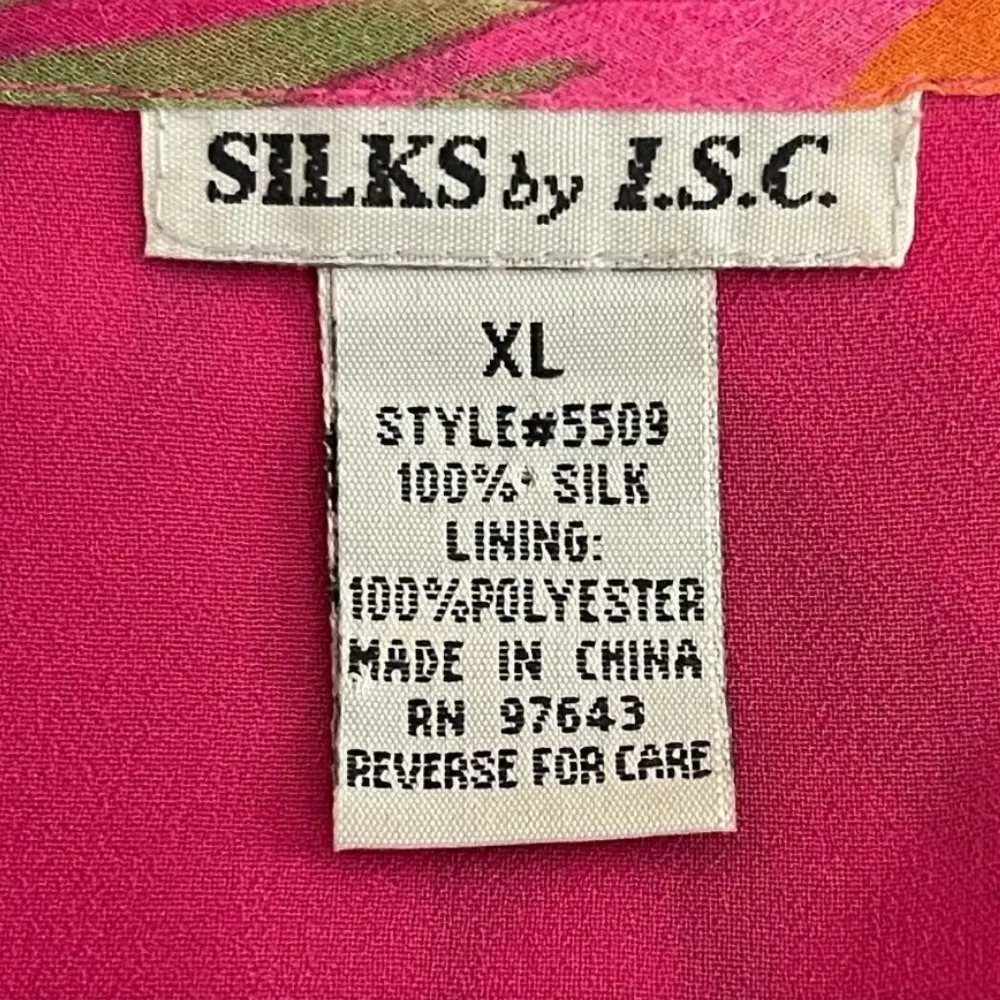 SILKS by I.S.C.
XL
STYLE#5509
100% SILK
LINING:
100%POLYESTER
MADE IN CHINA
RN 97643
REVERSE FOR CARE